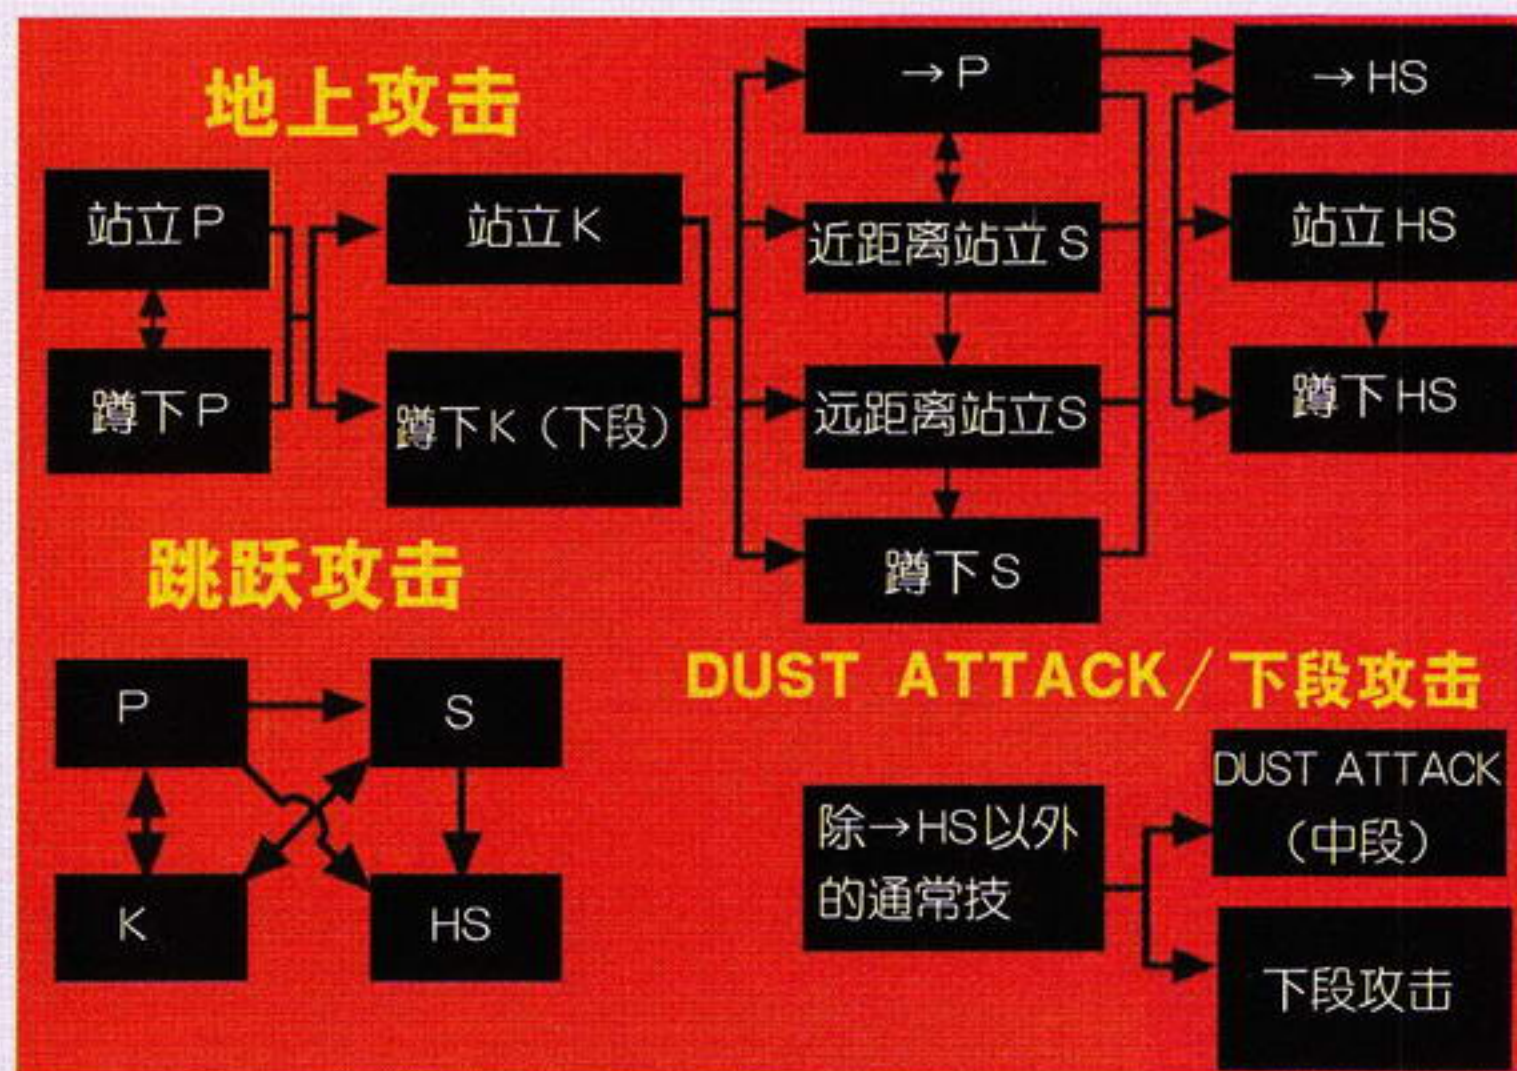 地上攻击
站立P
蹲下P
站立K
蹲下K（下段）
→P
近距离站立S
远距离站立S
蹲下S
→HS
站立HS
蹲下HS
跳跃攻击
P
S
K
HS
DUST ATTACK/下段攻击
除→HS以外
的通常技
DUST ATTACK
（中段）
下段攻击